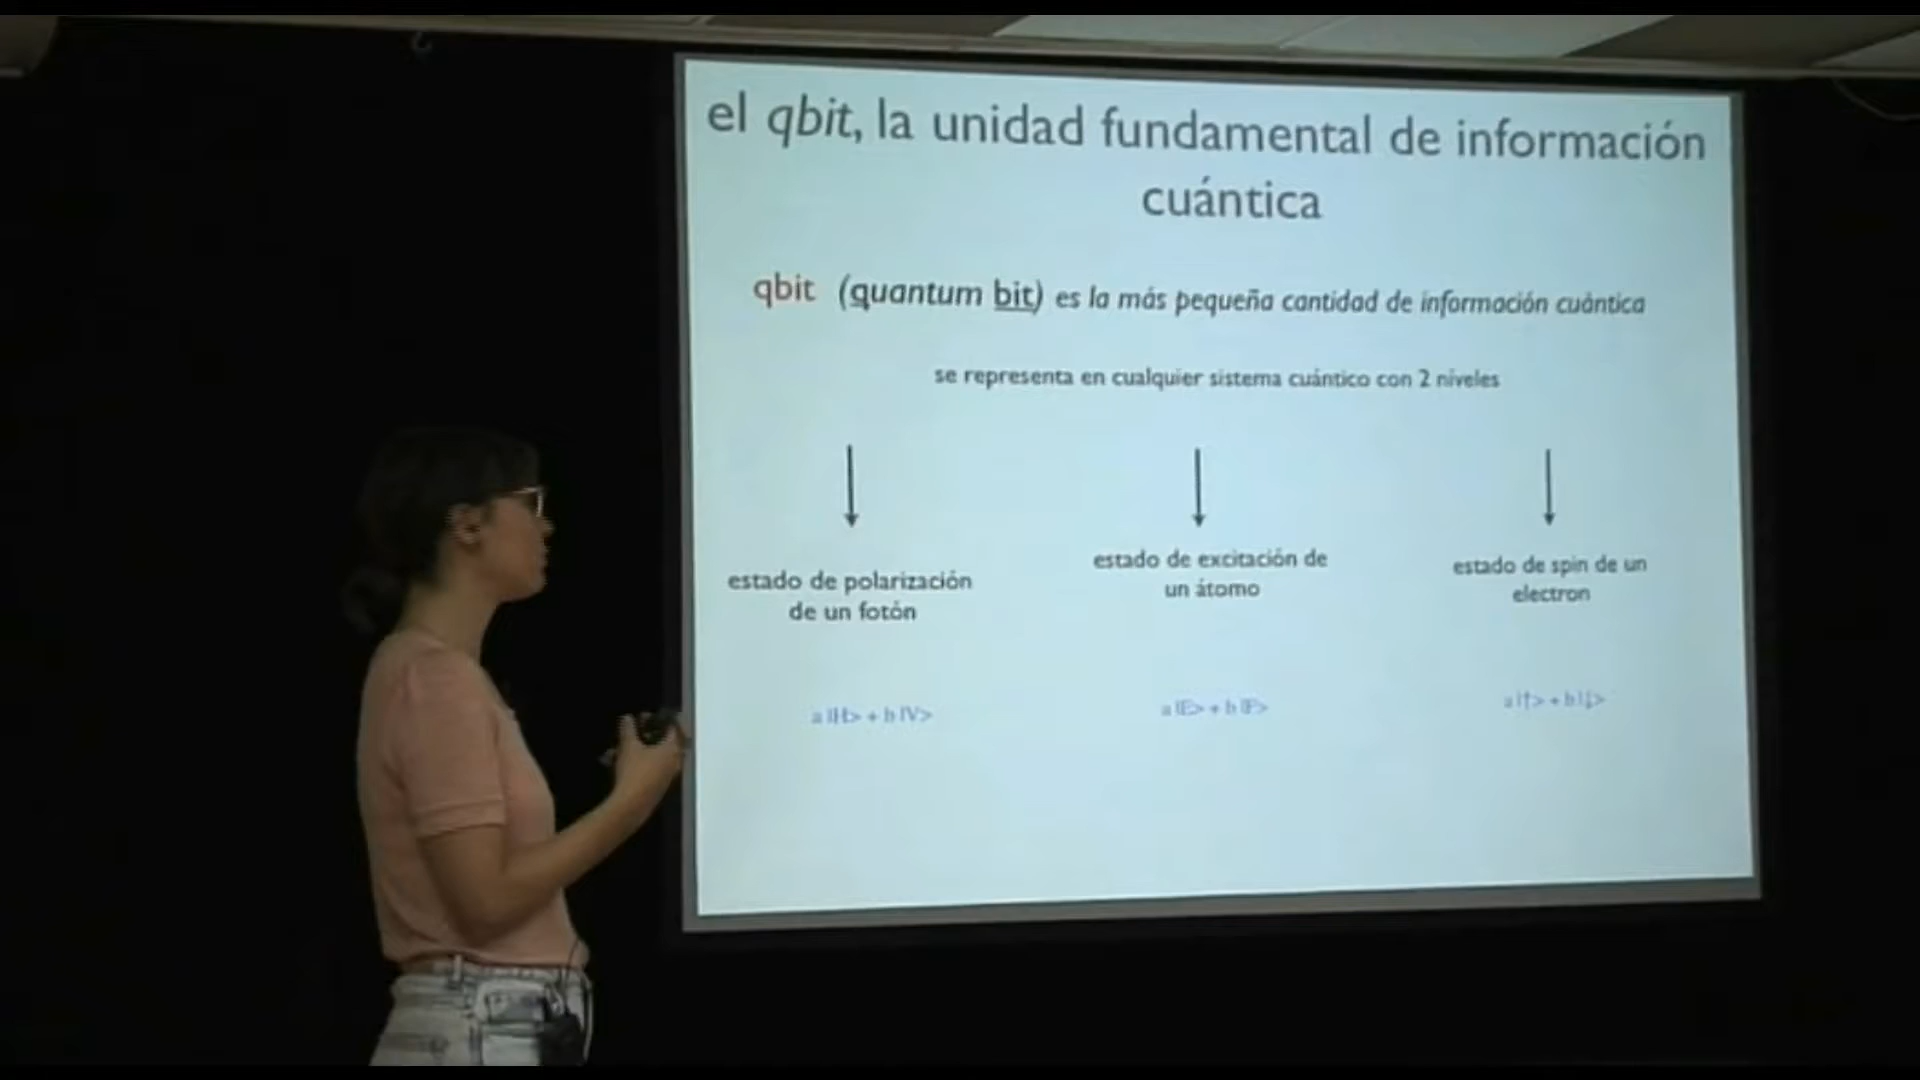 el qbit, la unidad fundamental de información
cuántica
qbit (quantum bit) es la más pequeña cantidad de información cuántica
se representa en cualquier sistema cuántico con 2 niveles
estado de polarización
de un fotón
estado de excitación de
un átomo
estado de spin de un
electron
a |H> + b |V>
a |E> + b |F>
a |↑> + b |↓>